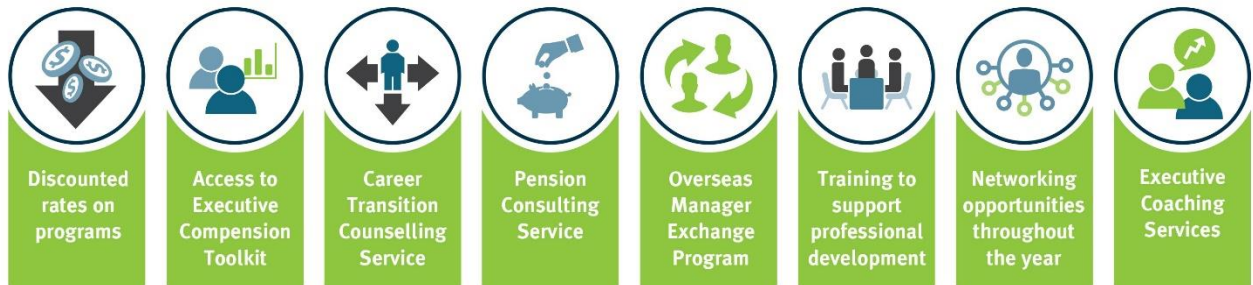 Discounted
rates on
programs
Access to
Executive
Compension
Toolkit
Career
Transition
Counselling
Service
Pension
Consulting
Service
Overseas
Manager
Exchange
Program
Training to
support
professional
development
Networking
opportunities
throughout
the year
Executive
Coaching
Services